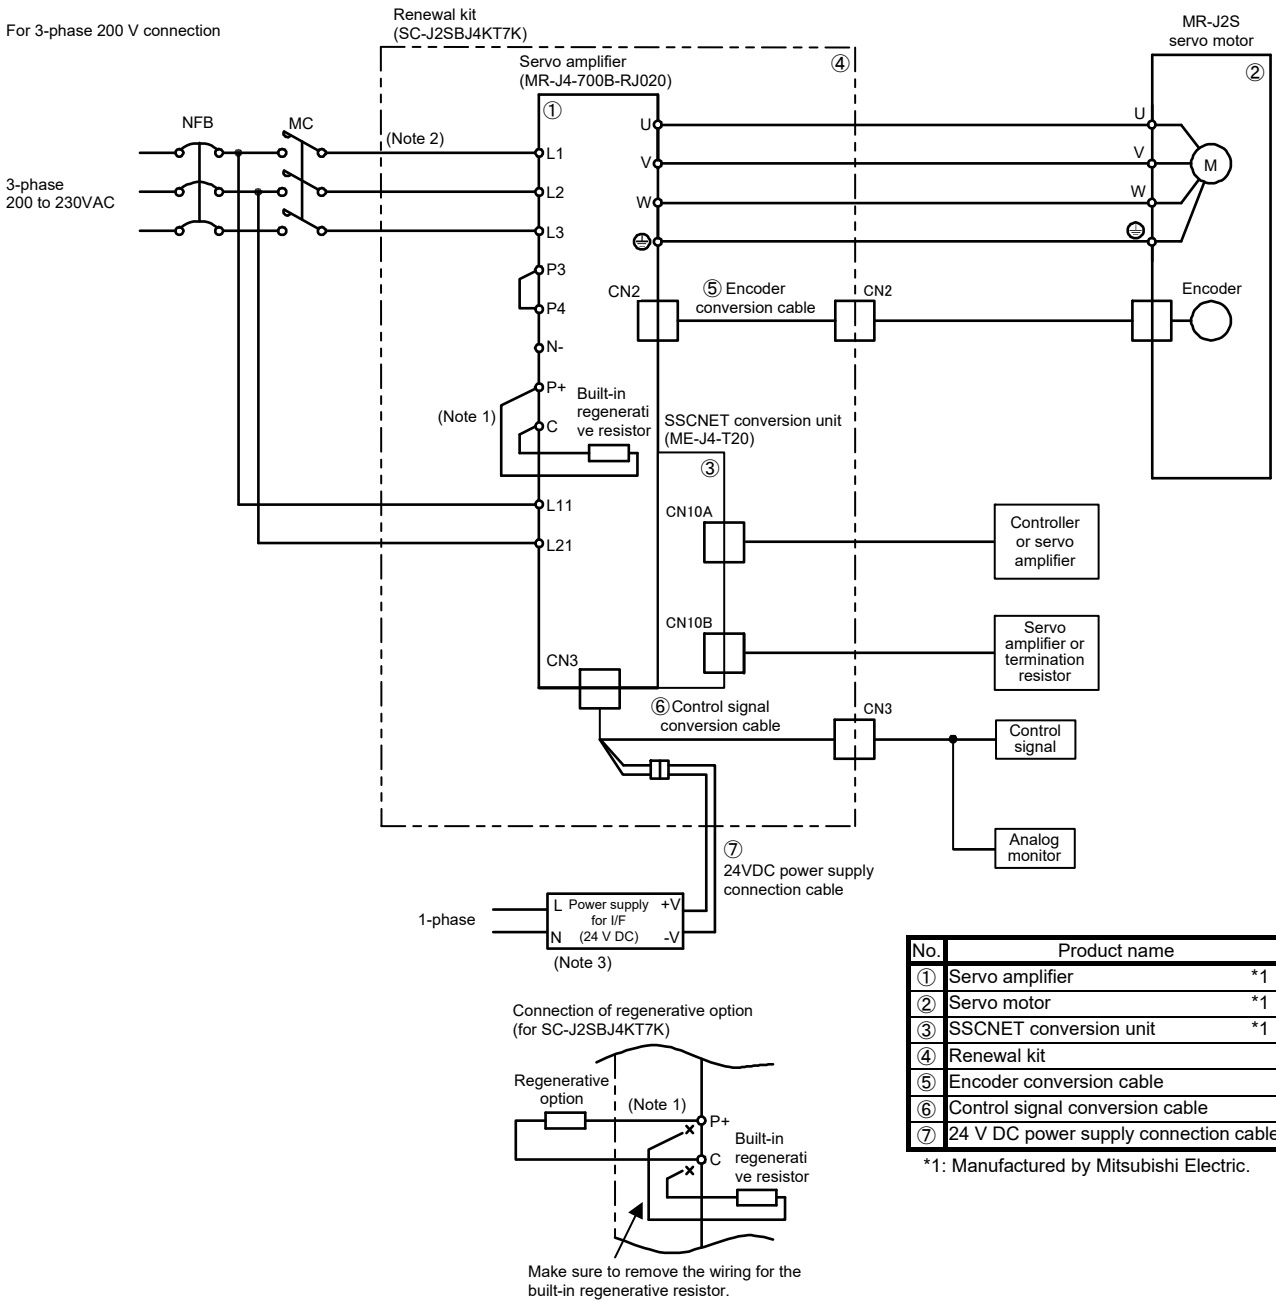 For 3-phase 200 V connection
Renewal kit
(SC-J2SBJ4KT7K)
④
MR-J2S
servo motor
②
Servo amplifier
(MR-J4-700B-RJ020)
①
NFB
MC
(Note 2)
3-phase
200 to 230VAC
L1
L2
L3
P3
P4
N-
P+
C
L11
L21
U
V
W
U
V
W
M
CN2
⑤ Encoder
conversion cable
CN2
Encoder
(Note 1)
Built-in
regenerati
ve resistor
SSCNET conversion unit
(ME-J4-T20)
③
CN10A
Controller
or servo
amplifier
CN10B
Servo
amplifier or
termination
resistor
CN3
⑥ Control signal
conversion cable
CN3
Control
signal
Analog
monitor
⑦
24VDC power supply
connection cable
1-phase
L Power supply +V
for I/F
N (24 V DC) -V
(Note 3)
No. Product name
① Servo amplifier *1
② Servo motor *1
③ SSCNET conversion unit *1
④ Renewal kit
⑤ Encoder conversion cable
⑥ Control signal conversion cable
⑦ 24 V DC power supply connection cable
*1: Manufactured by Mitsubishi Electric.
Connection of regenerative option
(for SC-J2SBJ4KT7K)
Regenerative
option
(Note 1)
P+
C
Built-in
regenerati
ve resistor
Make sure to remove the wiring for the
built-in regenerative resistor.